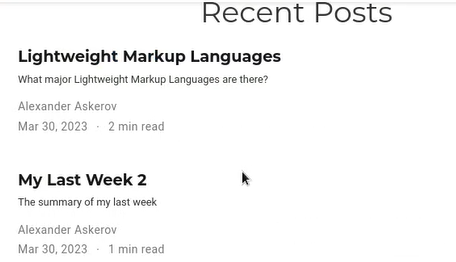 Recent Posts
Lightweight Markup Languages
What major Lightweight Markup Languages are there?
Alexander Askerov
Mar 30, 2023 · 2 min read
My Last Week 2
The summary of my last week
Alexander Askerov
Mar 30, 2023 · 1 min read